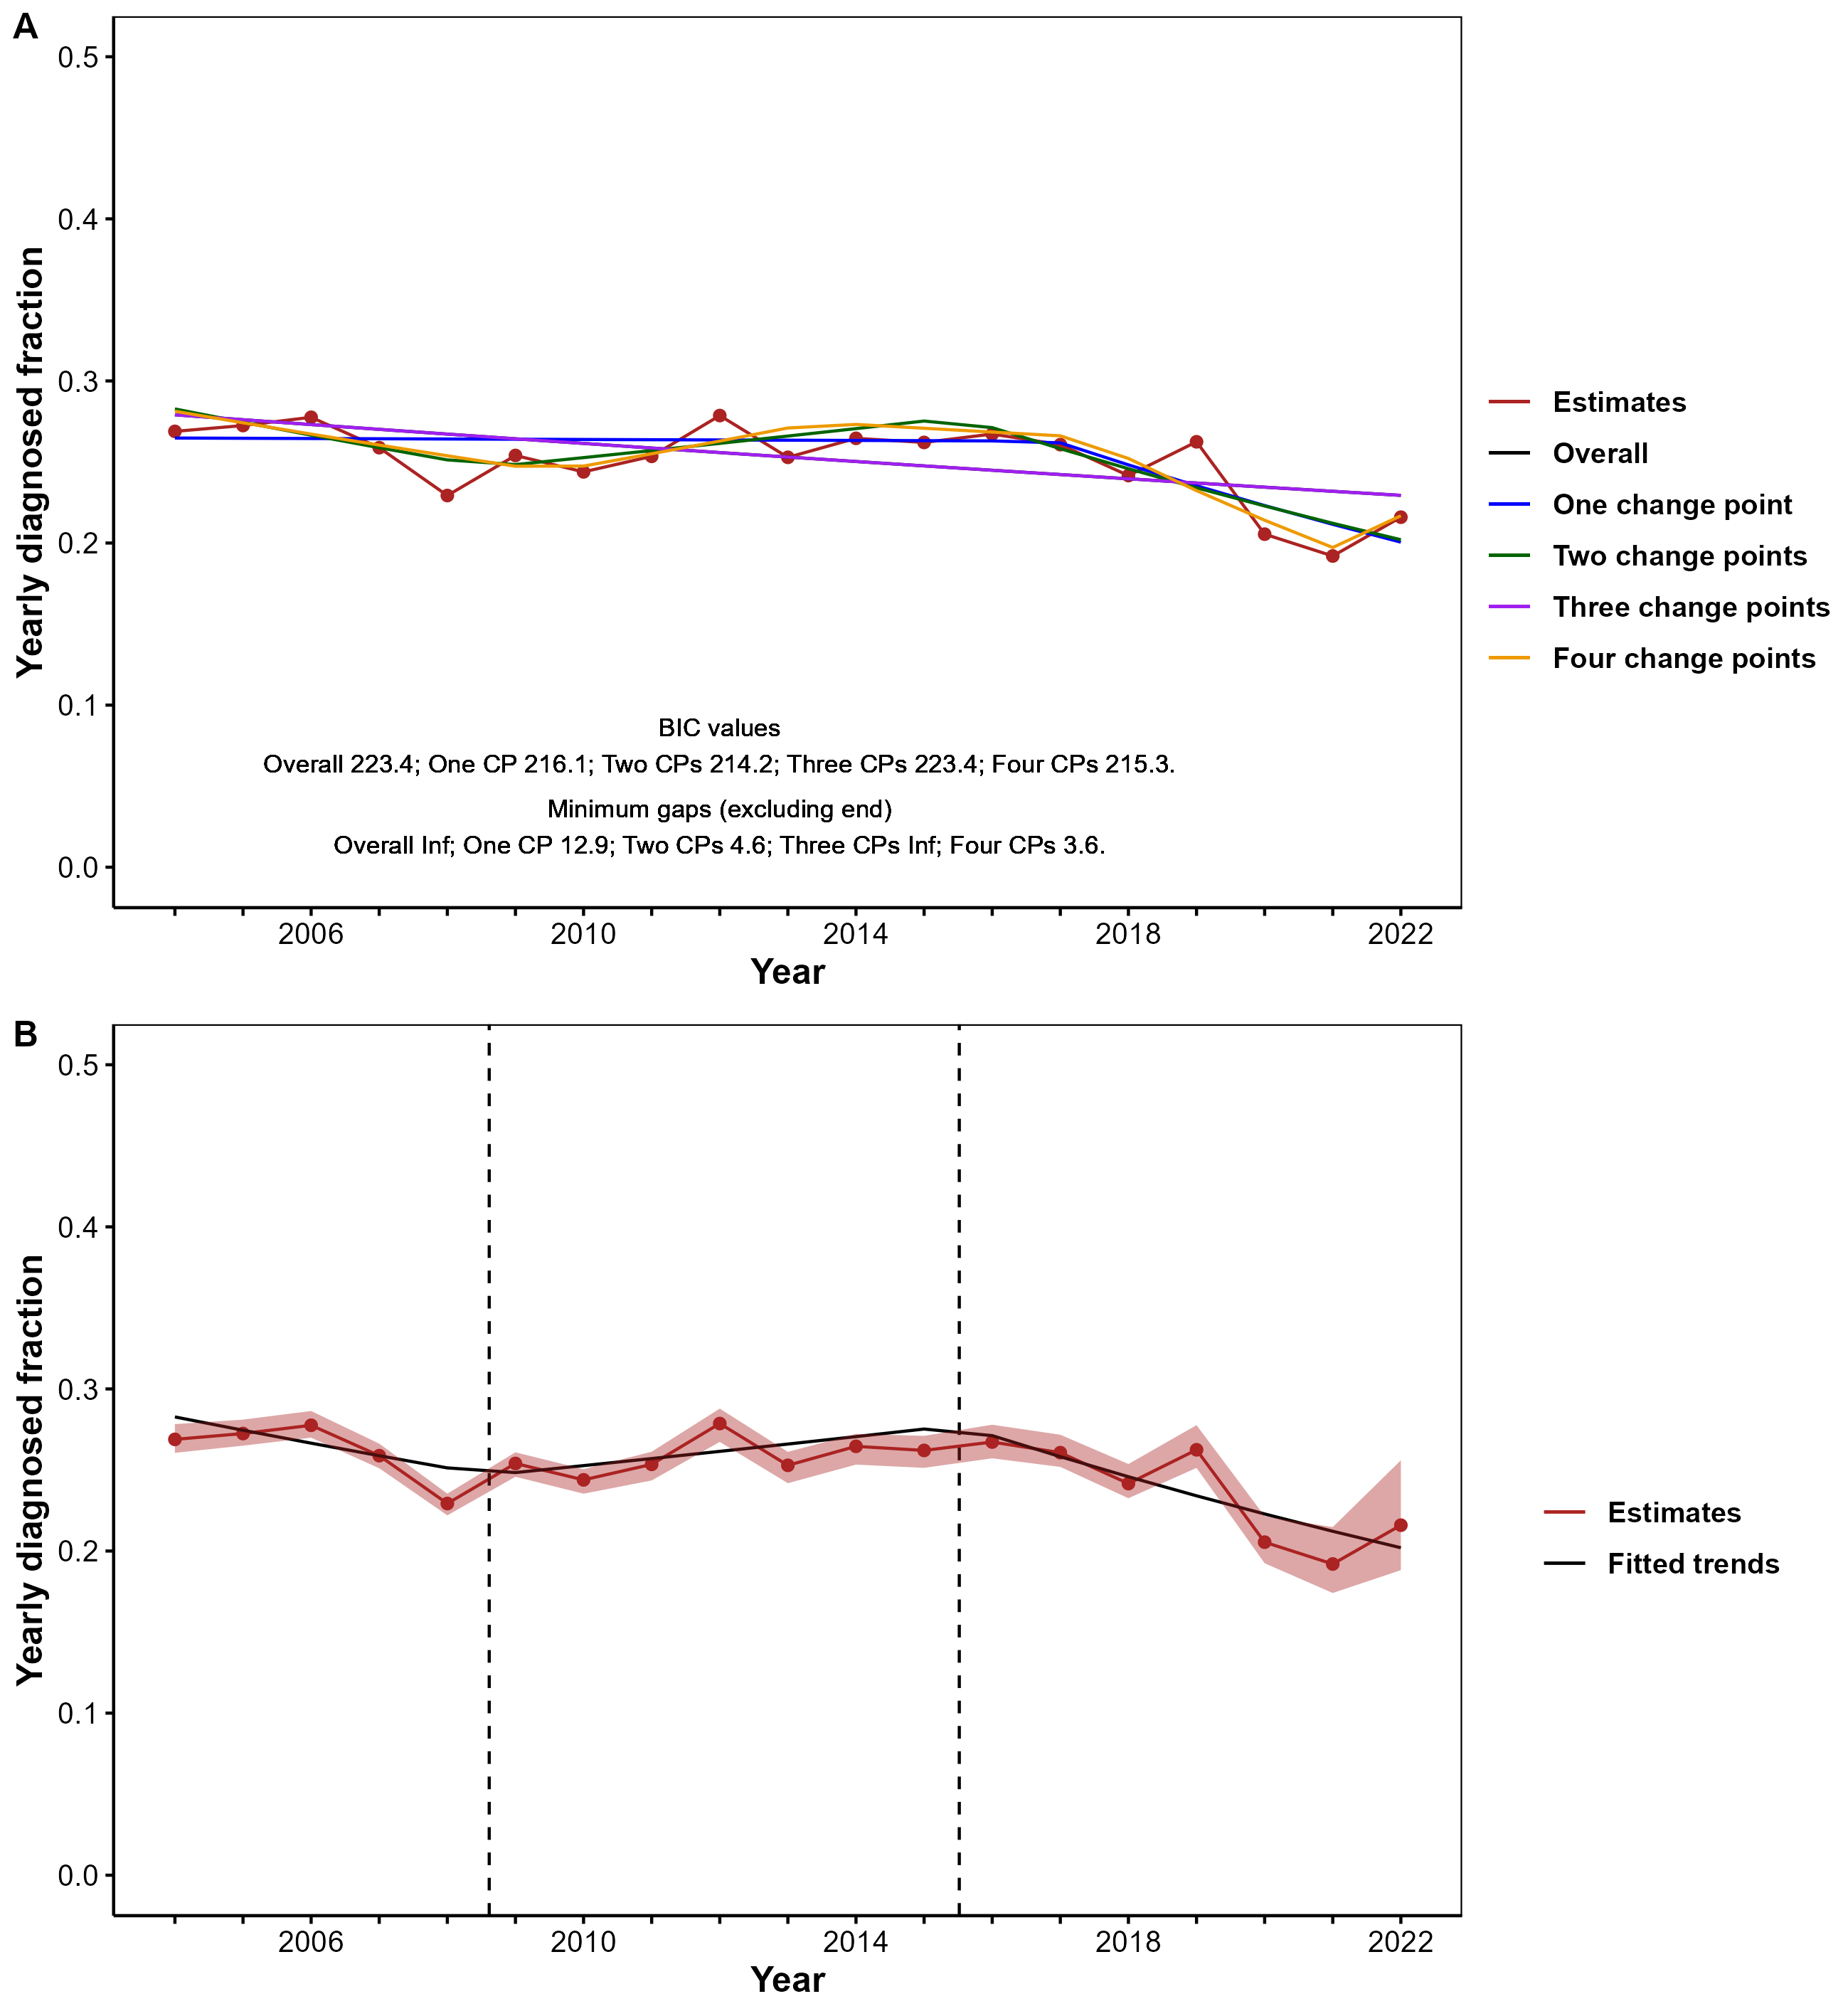 A
0.5
0.4
0.3
0.2
0.1
0.0
Yearly diagnosed fraction
BIC values
Overall 223.4; One CP 216.1; Two CPs 214.2; Three CPs 223.4; Four CPs 215.3.
Minimum gaps (excluding end)
Overall Inf; One CP 12.9; Two CPs 4.6; Three CPs Inf; Four CPs 3.6.
2006 2010 2014 2018 2022
Year
Estimates
Overall
One change point
Two change points
Three change points
Four change points
B
0.5
0.4
0.3
0.2
0.1
0.0
Yearly diagnosed fraction
2006 2010 2014 2018 2022
Year
Estimates
Fitted trends